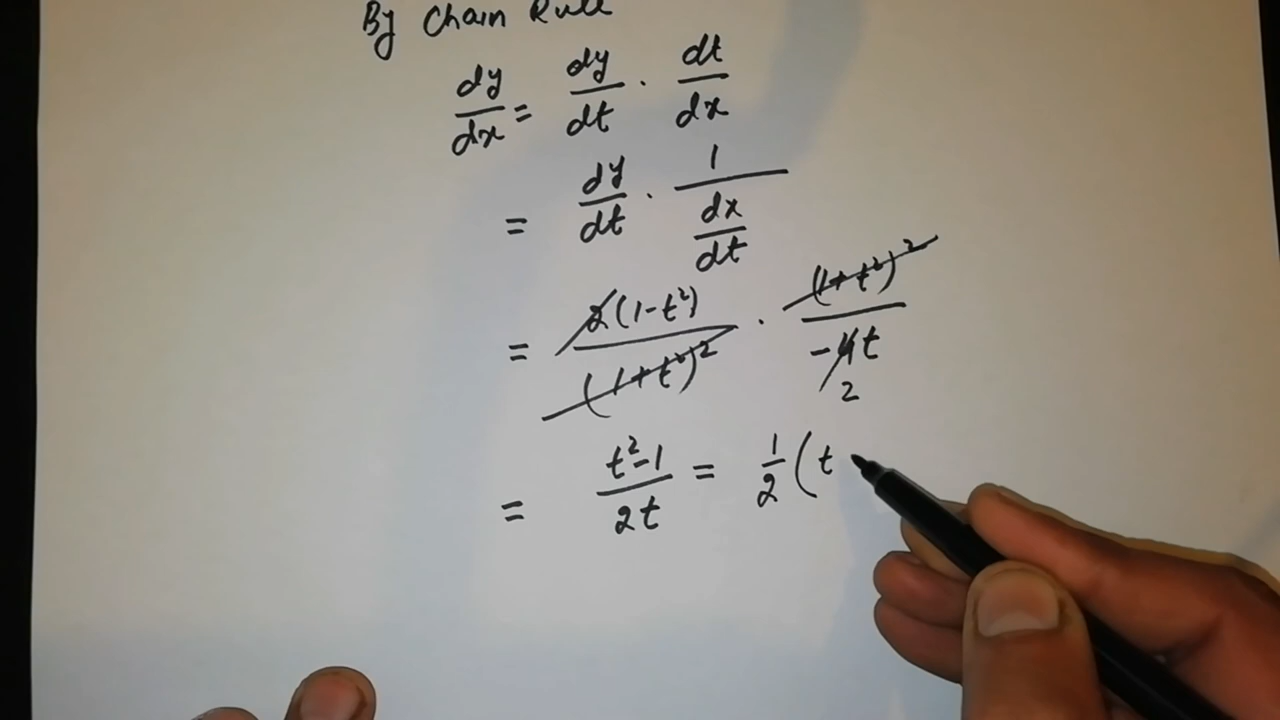 By Chain Rule
dy/dx = dy/dt · dt/dx
= dy/dt · 1/(dx/dt)
= 2(1-t²)/(1+t²)² · (1+t²)²/-4t 2
= t²-1/2t = 1/2 (t